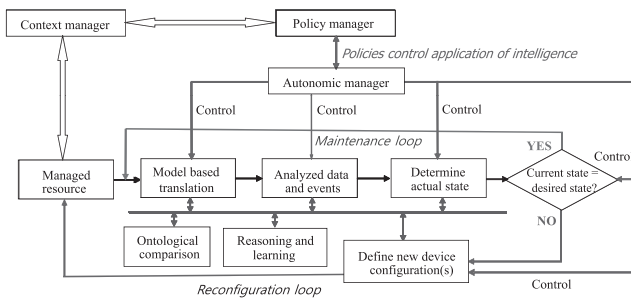 Context manager
Policy manager
Policies control application of intelligence
Autonomic manager
Control
Control
Control
Maintenance loop
YES
Managed
resource
Model based
translation
Analyzed data
and events
Determine
actual state
Current state =
desired state?
Contro
NO
Ontological
comparison
Reasoning and
learning
Define new device
configuration(s)
Control
Reconfiguration loop